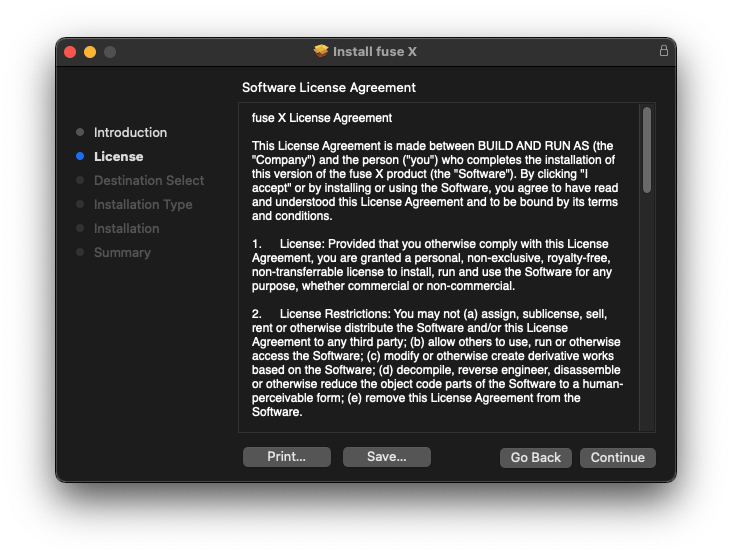 Install fuse X
Software License Agreement
Introduction
License
Destination Select
Installation Type
Installation
Summary
fuse X License Agreement
This License Agreement is made between BUILD AND RUN AS (the
"Company") and the person ("you") who completes the installation of
this version of the fuse X product (the "Software"). By clicking "I
accept" or by installing or using the Software, you agree to have read
and understood this License Agreement and to be bound by its terms
and conditions.
1. License: Provided that you otherwise comply with this License
Agreement, you are granted a personal, non-exclusive, royalty-free,
non-transferrable license to install, run and use the Software for any
purpose, whether commercial or non-commercial.
2. License Restrictions: You may not (a) assign, sublicense, sell,
rent or otherwise distribute the Software and/or this License
Agreement to any third party; (b) allow others to use, run or otherwise
access the Software; (c) modify or otherwise create derivative works
based on the Software; (d) decompile, reverse engineer, disassemble
or otherwise reduce the object code parts of the Software to a human-
perceivable form; (e) remove this License Agreement from the
Software.
Print...
Save...
Go Back
Continue